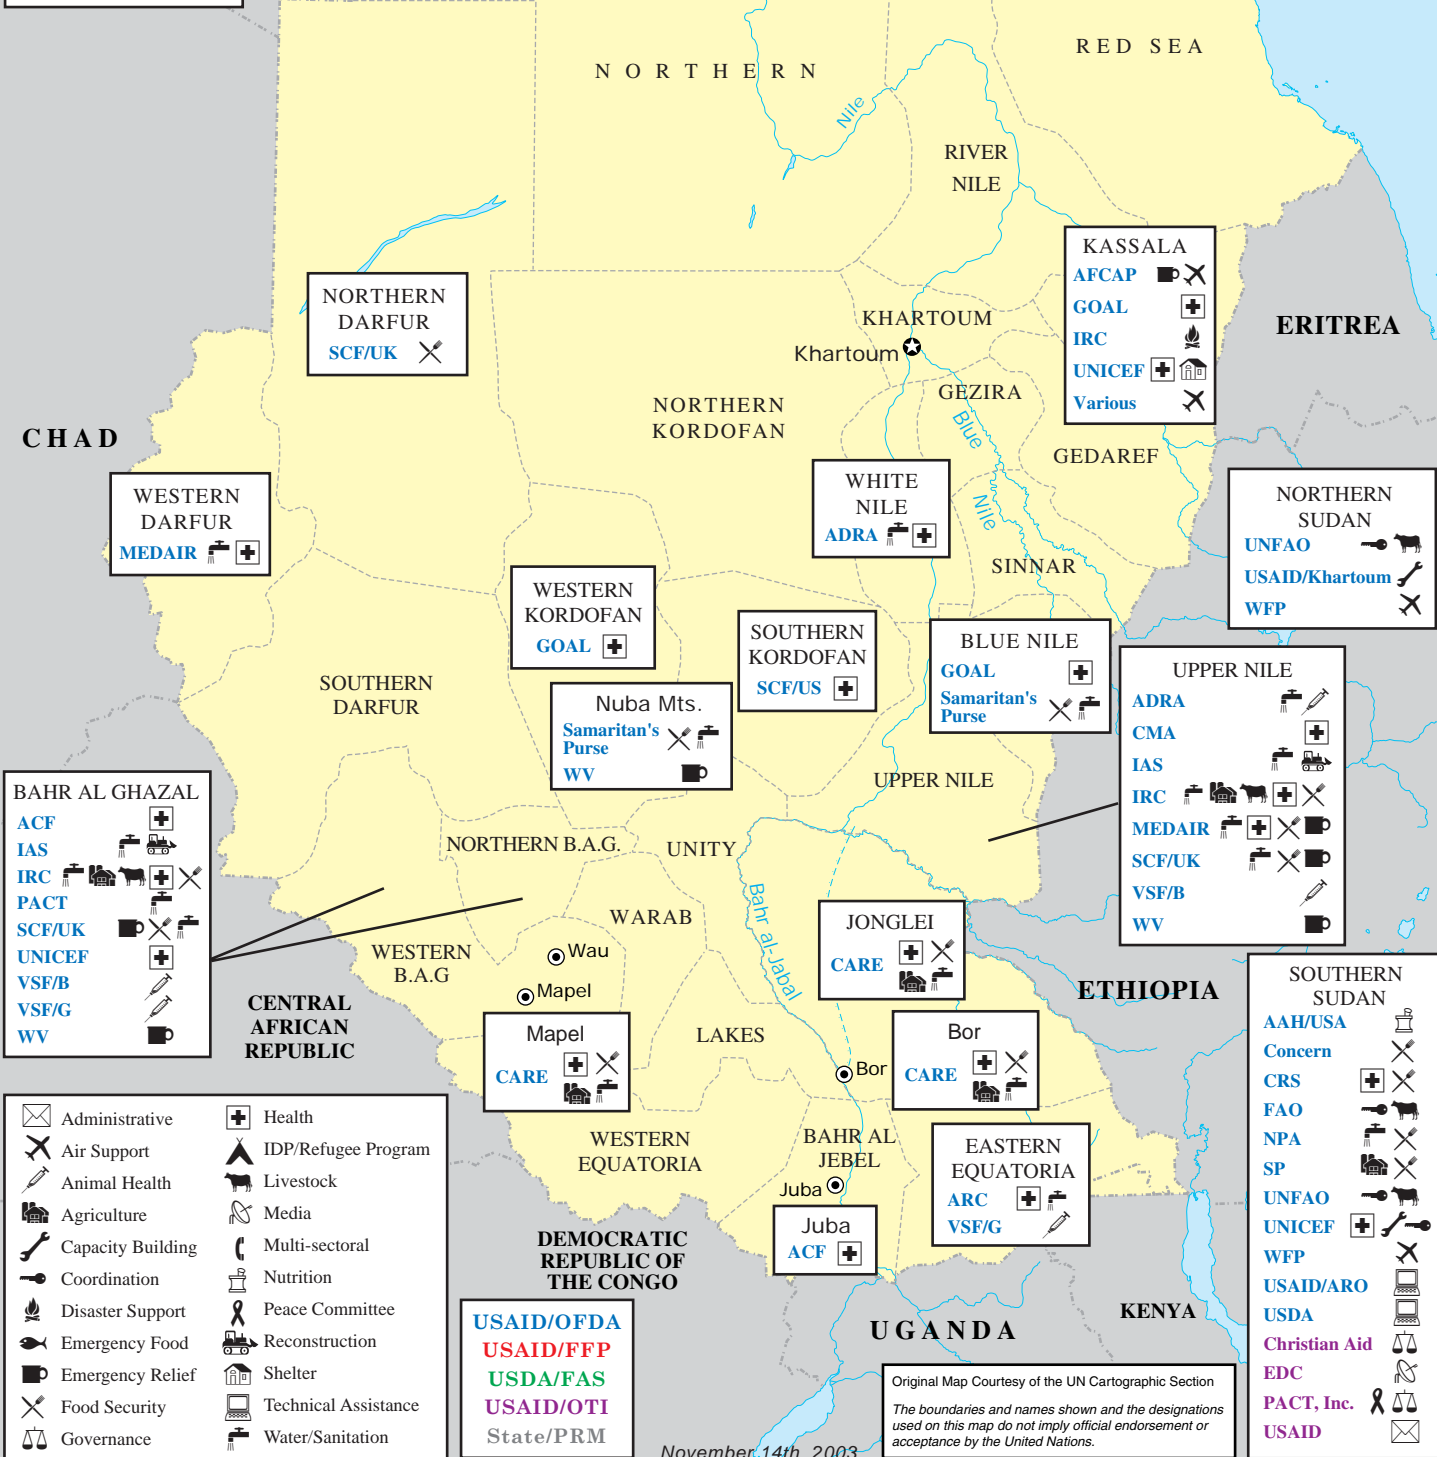 NORTHERN
RED SEA
Nile
RIVER
NILE
KASSALA
AFCAP
GOAL
IRC
UNICEF
Various
NORTHERN
DARFUR
SCF/UK
KHARTOUM
Khartoum
ERITREA
GEZIRA
NORTHERN
KORDOFAN
Blue
Nile
CHAD
GEDAREF
WESTERN
DARFUR
MEDAIR
WHITE
NILE
ADRA
NORTHERN
SUDAN
UNFAO
USAID/Khartoum
WFP
SINNAR
WESTERN
KORDOFAN
GOAL
SOUTHERN
KORDOFAN
SCF/US
BLUE NILE
GOAL
Samaritan's
Purse
UPPER NILE
ADRA
CMA
IAS
IRC
MEDAIR
SCF/UK
VSF/B
WV
SOUTHERN
DARFUR
Nuba Mts.
Samaritan's
Purse
WV
UPPER NILE
BAHR AL GHAZAL
ACF
IAS
IRC
PACT
SCF/UK
UNICEF
VSF/B
VSF/G
WV
NORTHERN B.A.G.
UNITY
WARAB
Bahr al-Jabal
JONGLEI
CARE
WESTERN
B.A.G
Wau
Mapel
CENTRAL
AFRICAN
REPUBLIC
ETHIOPIA
Mapel
CARE
LAKES
Bor
Bor
CARE
SOUTHERN
SUDAN
AAH/USA
Concern
CRS
FAO
NPA
SP
UNFAO
UNICEF
WFP
USAID/ARO
USDA
Christian Aid
EDC
PACT, Inc.
USAID
WESTERN
EQUATORIA
BAHR AL
JEBEL
Juba
Juba
ACF
EASTERN
EQUATORIA
ARC
VSF/G
DEMOCRATIC
REPUBLIC OF
THE CONGO
KENYA
UGANDA
Administrative
Air Support
Animal Health
Agriculture
Capacity Building
Coordination
Disaster Support
Emergency Food
Emergency Relief
Food Security
Governance
Health
IDP/Refugee Program
Livestock
Media
Multi-sectoral
Nutrition
Peace Committee
Reconstruction
Shelter
Technical Assistance
Water/Sanitation
USAID/OFDA
USAID/FFP
USDA/FAS
USAID/OTI
State/PRM
Original Map Courtesy of the UN Cartographic Section
The boundaries and names shown and the designations
used on this map do not imply official endorsement or
acceptance by the United Nations.
November 14th, 2003